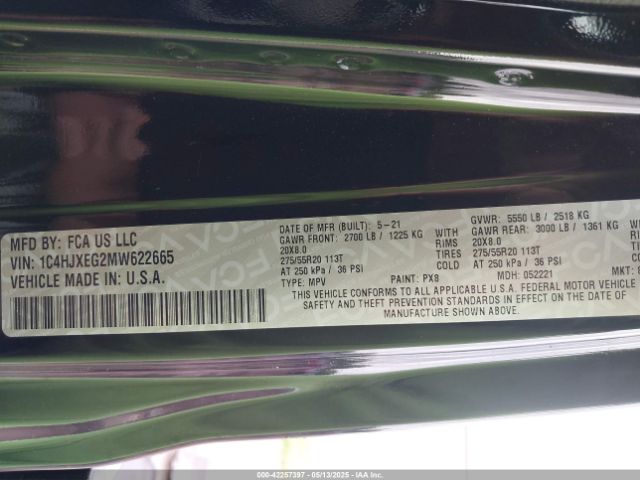 MFD BY: FCA US LLC
VIN: 1C4HJXEG2MW622665
VEHICLE MADE IN: U.S.A.
DATE OF MFR (BUILT): 5-21
GVWR: 5550 LB / 2518 KG
GAWR FRONT: 2700 LB / 1225 KG WITH GAWR REAR: 3000 LB / 1361 KG WITH
20X8.0 RIMS 20X8.0 RIMS
275/55R20 113T TIRES 275/55R20 113T TIRES
AT 250 kPa / 36 PSI COLD AT 250 kPa / 36 PSI
TYPE: MPV PAINT: PX8 MDH: 052221 MKT:
THIS VEHICLE CONFORMS TO ALL APPLICABLE U.S.A. FEDERAL MOTOR VEHICLE
SAFETY AND THEFT PREVENTION STANDARDS IN EFFECT ON THE DATE OF
MANUFACTURE SHOWN ABOVE.
000-42257397 - 05/13/2025 - IAA Inc.